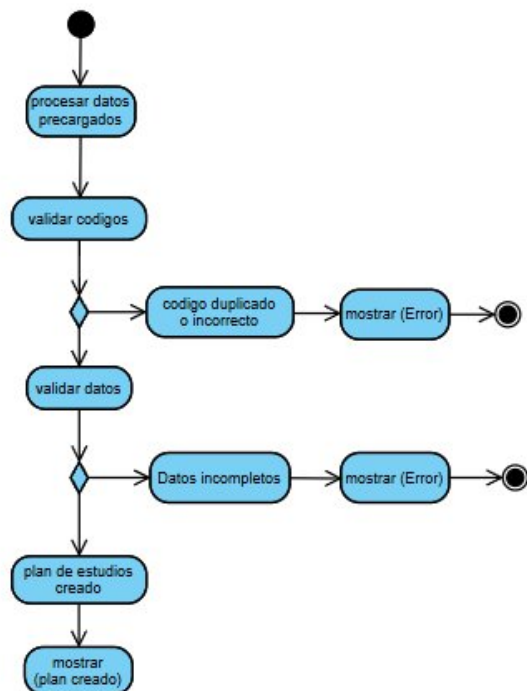 procesar datos
precargados
validar codigos
codigo duplicado
o incorrecto
mostrar (Error)
validar datos
Datos incompletos
mostrar (Error)
plan de estudios
creado
mostrar
(plan creado)